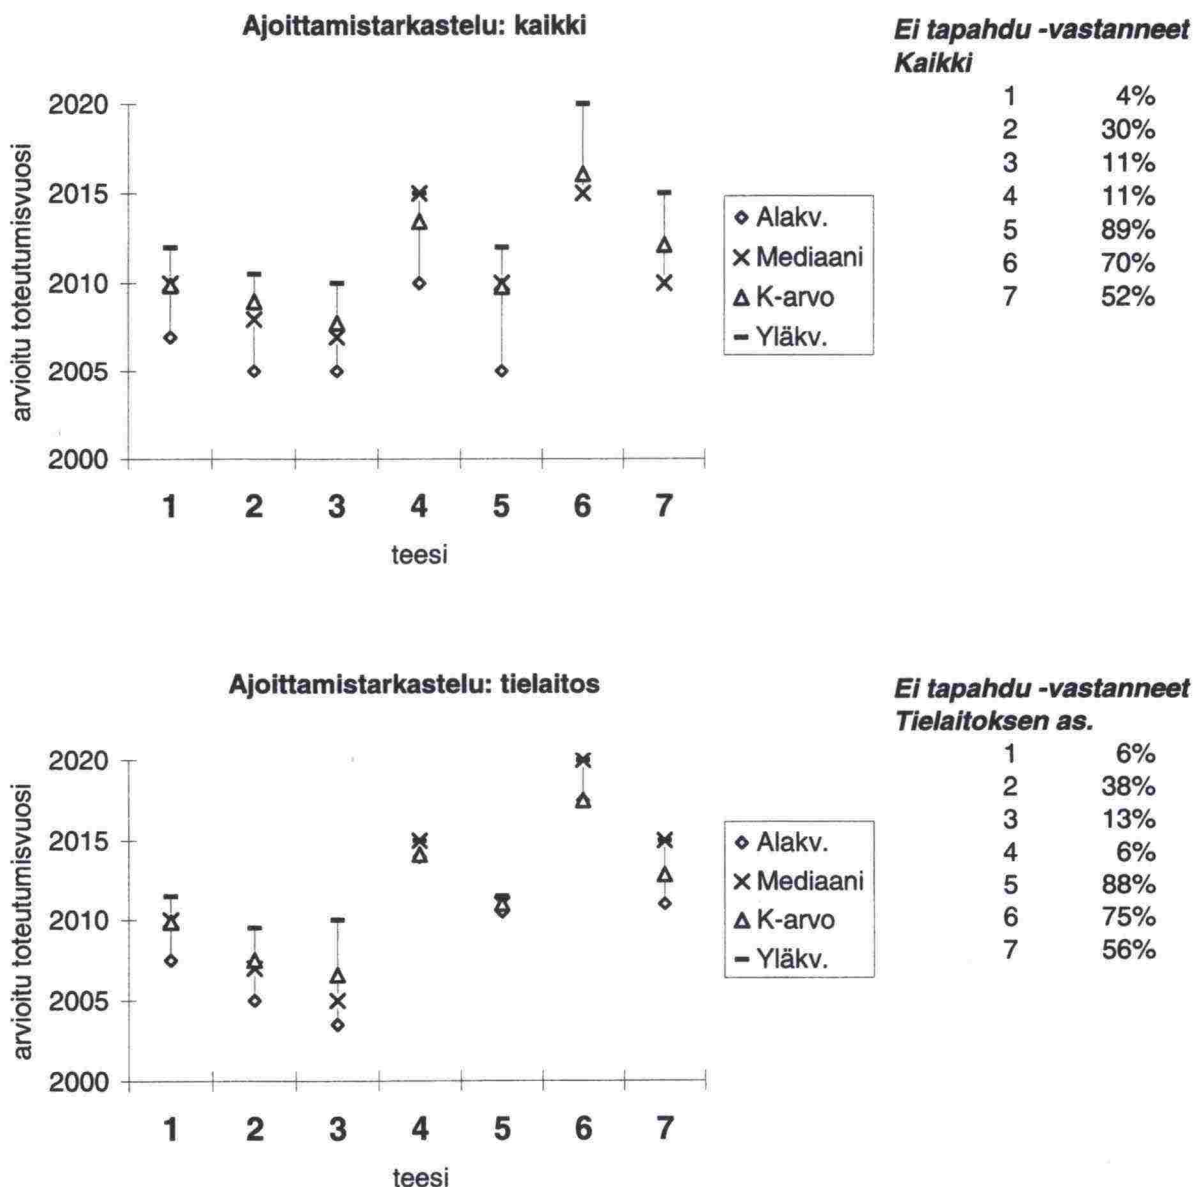 Ajoittamistarkastelu: kaikki
arvioitu toteutumisvuosi
2020
2015
2010
2005
2000
1 2 3 4 5 6 7
teesi
Alakv.
Mediaani
K-arvo
Yläkv.
Ei tapahdu -vastanneet
Kaikki
1 4%
2 30%
3 11%
4 11%
5 89%
6 70%
7 52%
Ajoittamistarkastelu: tielaitos
arvioitu toteutumisvuosi
2020
2015
2010
2005
2000
1 2 3 4 5 6 7
teesi
Alakv.
Mediaani
K-arvo
Yläkv.
Ei tapahdu -vastanneet
Tielaitoksen as.
1 6%
2 38%
3 13%
4 6%
5 88%
6 75%
7 56%